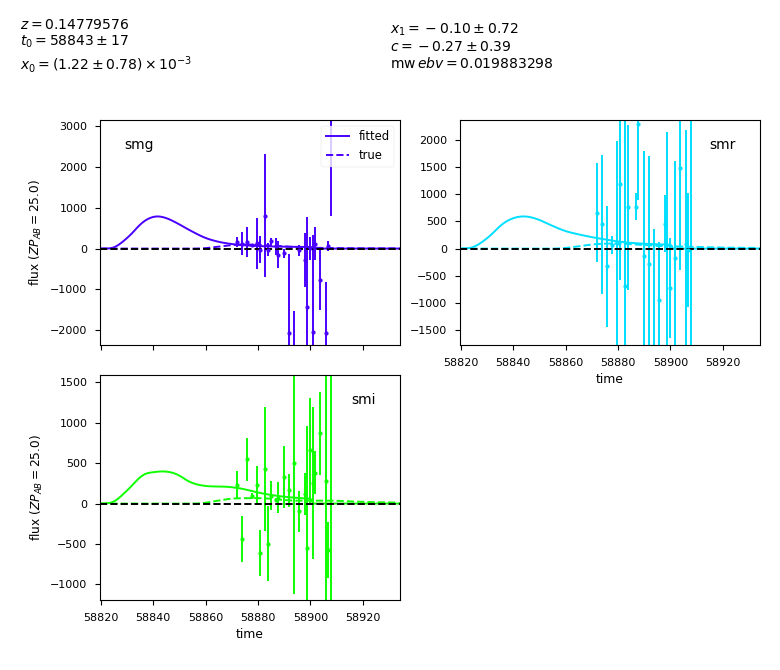 z = 0.14779576
t₀ = 58843 ± 17
x₀ = (1.22 ± 0.78) × 10⁻³
x₁ = −0.10 ± 0.72
c = −0.27 ± 0.39
mw ebv = 0.019883298
smg
fitted
true
3000
2000
1000
0
−1000
−2000
flux (ZP_AB = 25.0)
smr
2000
1500
1000
500
0
−500
−1000
−1500
58820 58840 58860 58880 58900 58920
time
smi
1500
1000
500
0
−500
−1000
flux (ZP_AB = 25.0)
58820 58840 58860 58880 58900 58920
time